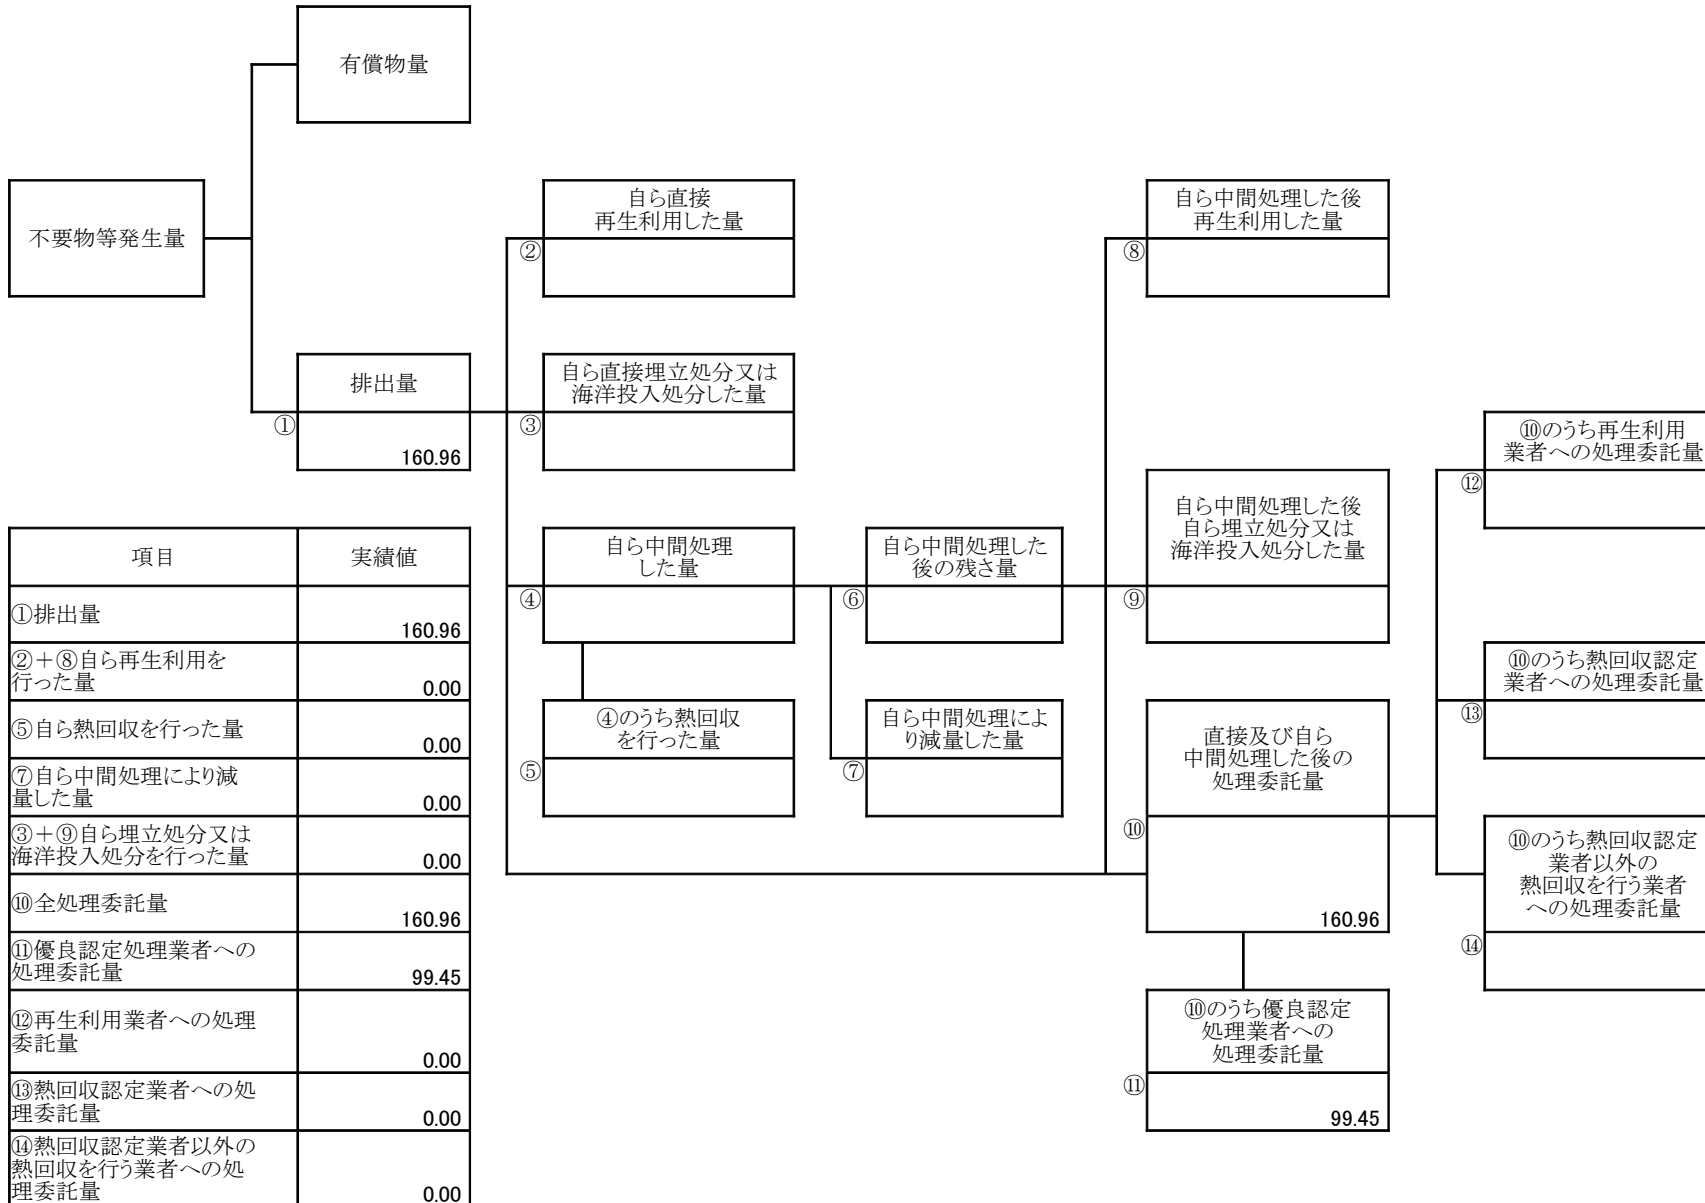 有償物量
不要物等発生量
自ら直接
再生利用した量
②
自ら中間処理した後
再生利用した量
⑧
排出量
①
160.96
自ら直接埋立処分又は
海洋投入処分した量
③
⑩のうち再生利用
業者への処理委託量
⑫
自ら中間処理
した量
④
自ら中間処理した
後の残さ量
⑥
自ら中間処理した後
自ら埋立処分又は
海洋投入処分した量
⑨
⑩のうち熱回収認定
業者への処理委託量
⑬
④のうち熱回収
を行った量
⑤
自ら中間処理によ
り減量した量
⑦
直接及び自ら
中間処理した後の
処理委託量
⑩
160.96
⑩のうち熱回収認定
業者以外の
熱回収を行う業者
への処理委託量
⑭
⑩のうち優良認定
処理業者への
処理委託量
⑪
99.45
項目 実績値
①排出量 160.96
②+⑧自ら再生利用を
行った量 0.00
⑤自ら熱回収を行った量 0.00
⑦自ら中間処理により減
量した量 0.00
③+⑨自ら埋立処分又は
海洋投入処分を行った量 0.00
⑩全処理委託量 160.96
⑪優良認定処理業者への
処理委託量 99.45
⑫再生利用業者への処理
委託量 0.00
⑬熱回収認定業者への処
理委託量 0.00
⑭熱回収認定業者以外の
熱回収を行う業者への処
理委託量 0.00